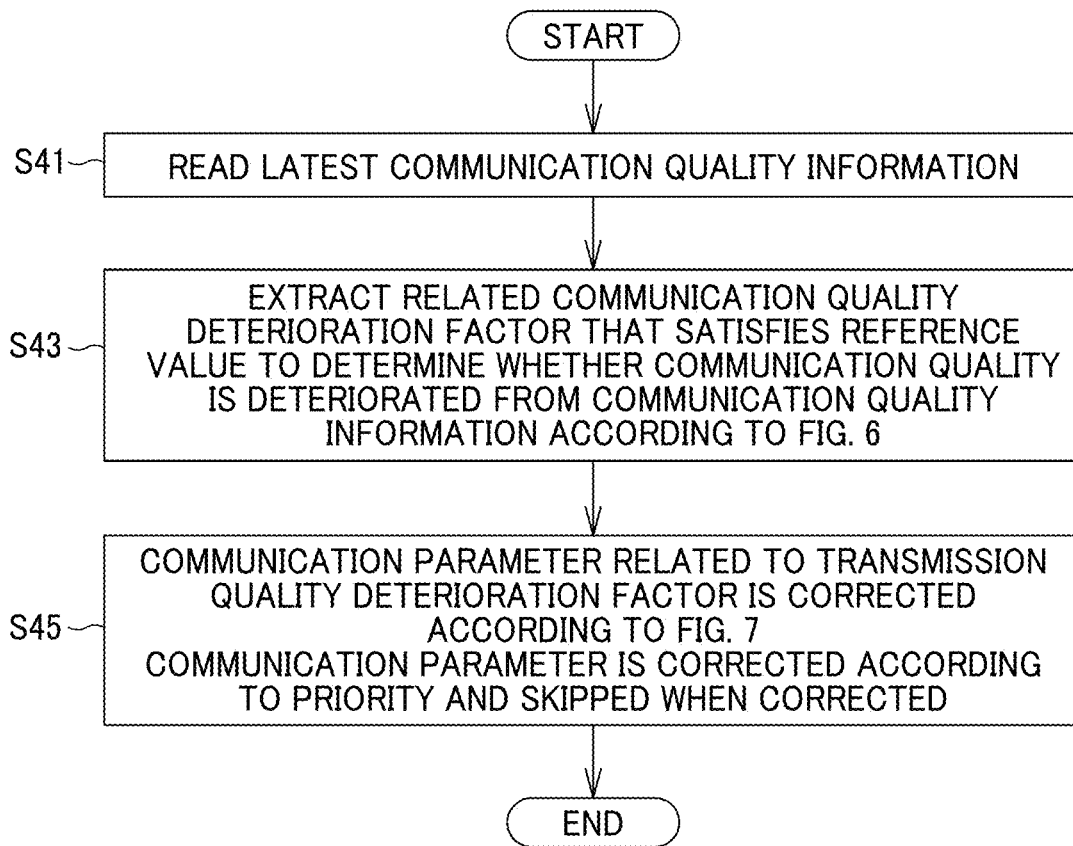 START
S41
READ LATEST COMMUNICATION QUALITY INFORMATION
S43
EXTRACT RELATED COMMUNICATION QUALITY
DETERIORATION FACTOR THAT SATISFIES REFERENCE
VALUE TO DETERMINE WHETHER COMMUNICATION QUALITY
IS DETERIORATED FROM COMMUNICATION QUALITY
INFORMATION ACCORDING TO FIG. 6
S45
COMMUNICATION PARAMETER RELATED TO TRANSMISSION
QUALITY DETERIORATION FACTOR IS CORRECTED
ACCORDING TO FIG. 7
COMMUNICATION PARAMETER IS CORRECTED ACCORDING
TO PRIORITY AND SKIPPED WHEN CORRECTED
END